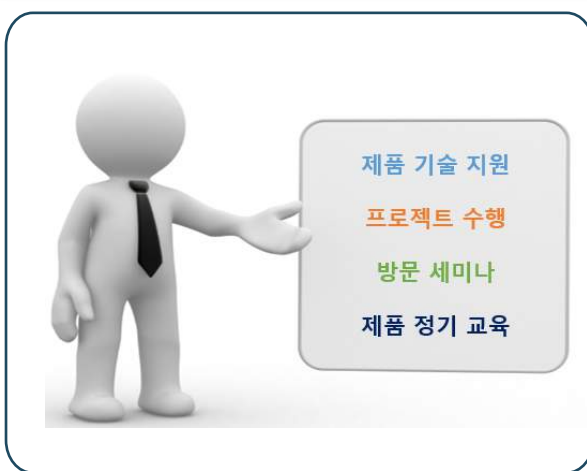 제품 기술 지원
프로젝트 수행
방문 세미나
제품 정기 교육